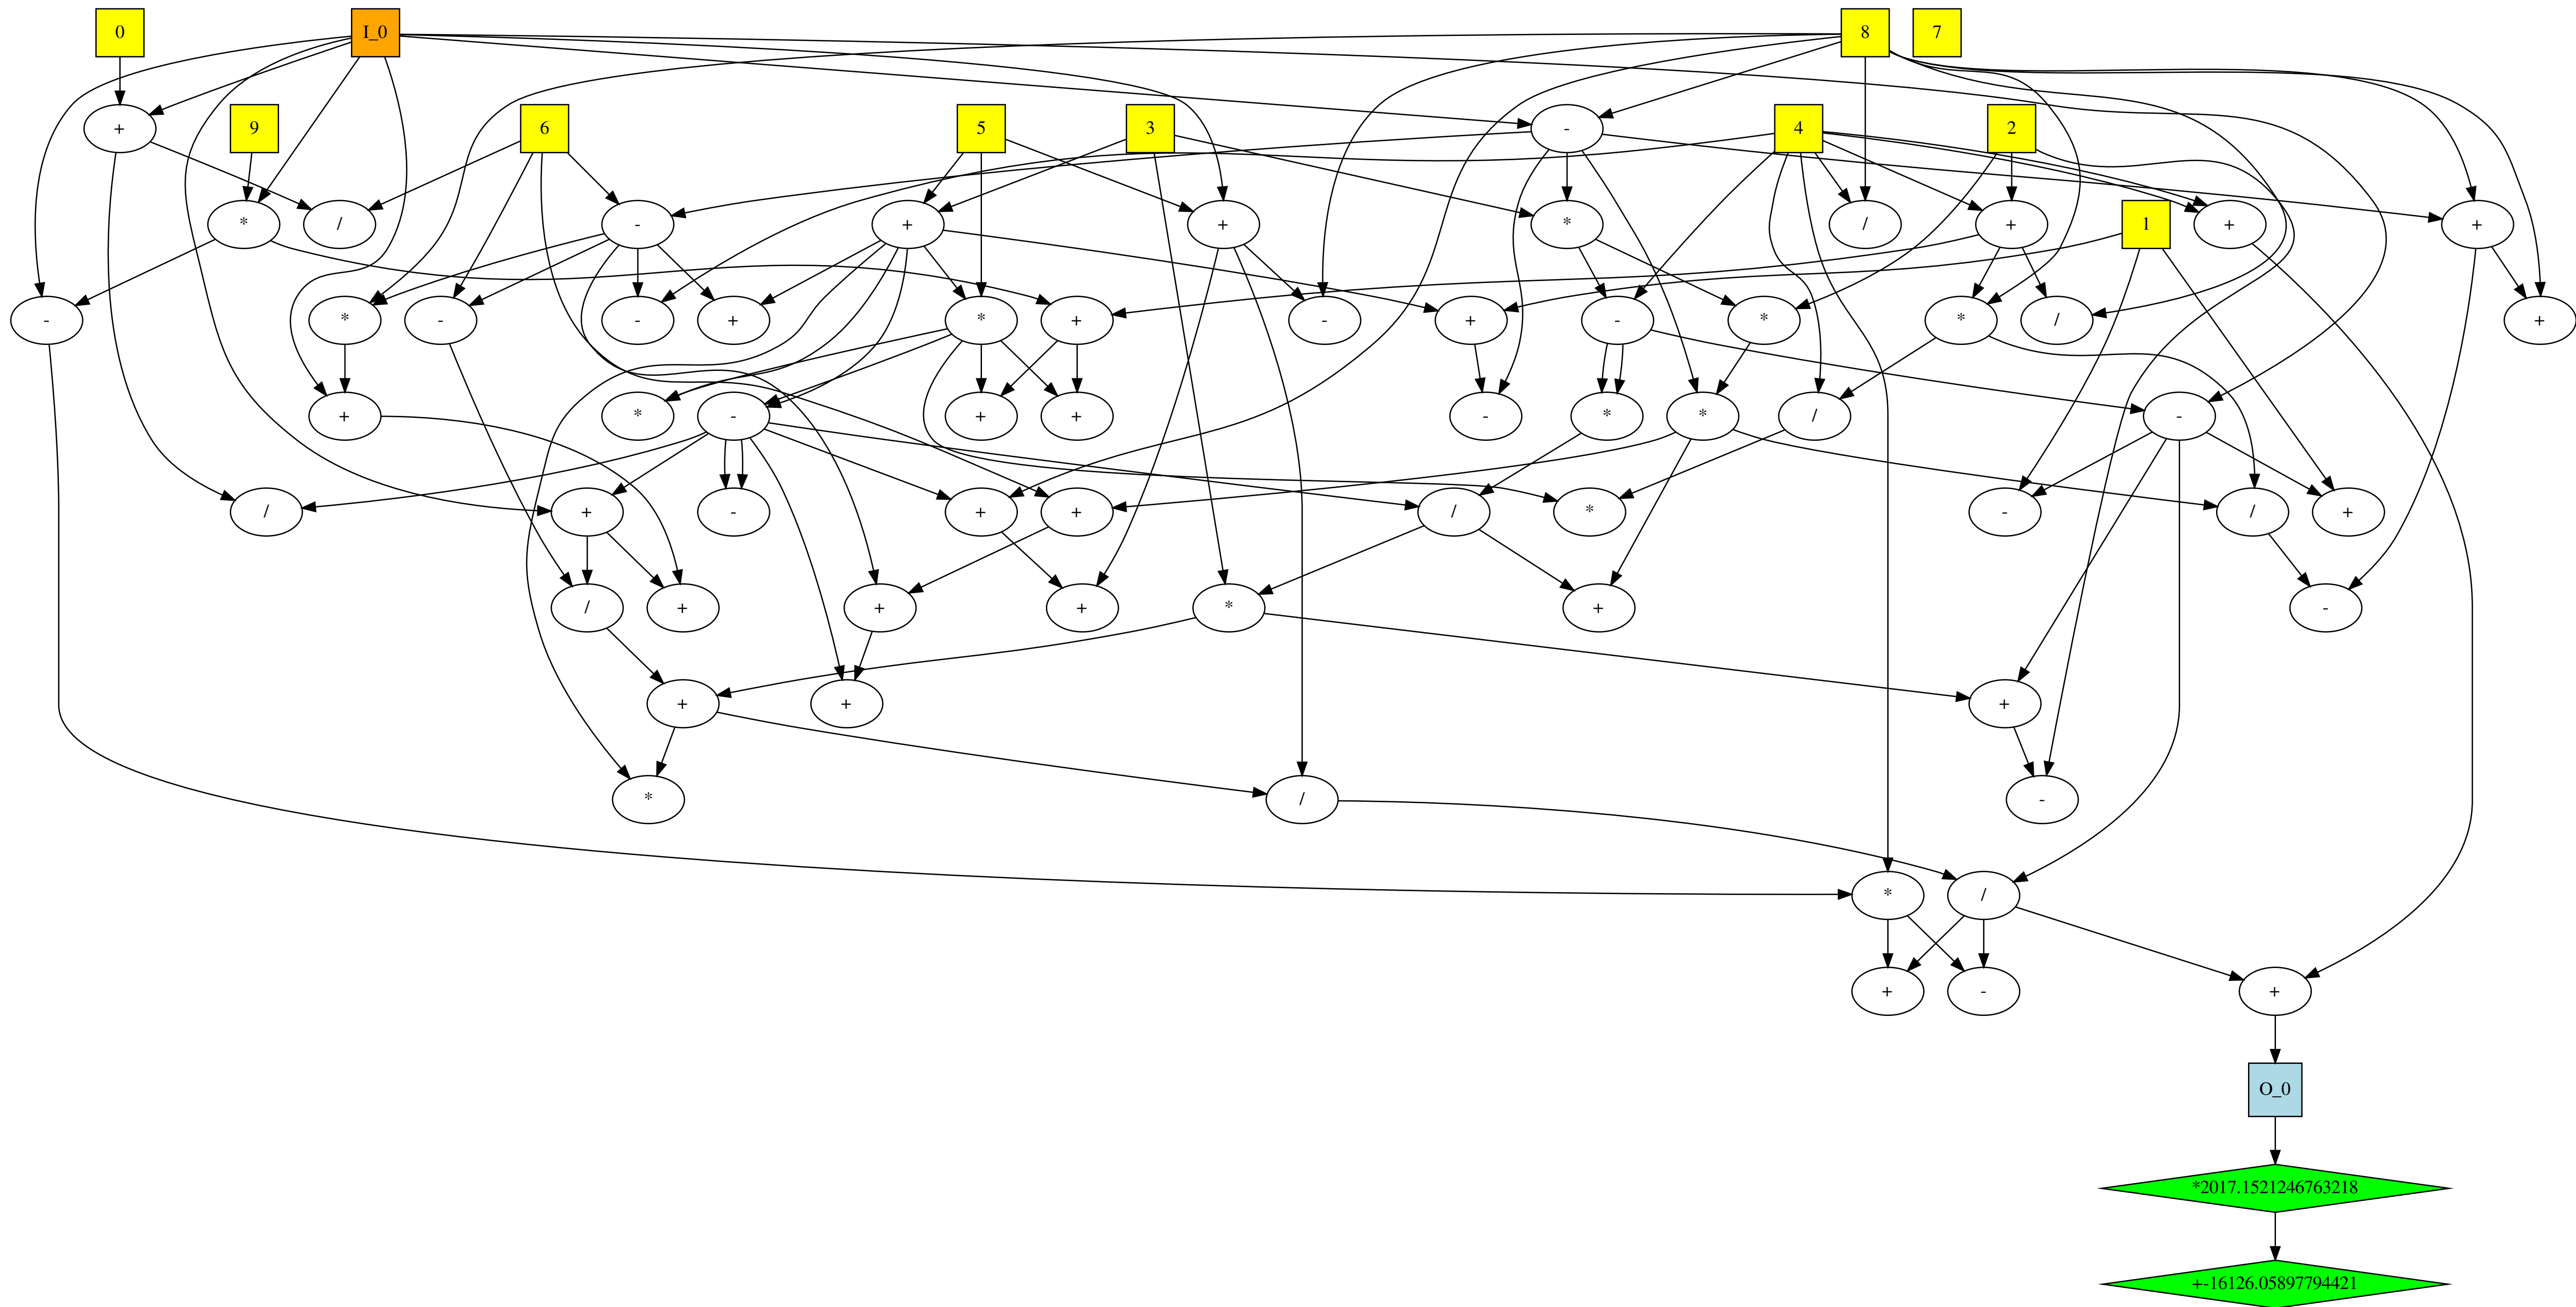 0 I_0 8 7
+ 9 6 5 3 - 4 2
* / - + + * / + 1 + +
- * - - + * + - + - * * / +
+ * - + + - * * / -
/ + - + + / * - / +
/ + + + * + -
+ + +
* / -
* /
+ - +
O_0
*2017.1521246763218
+-16126.05897794421